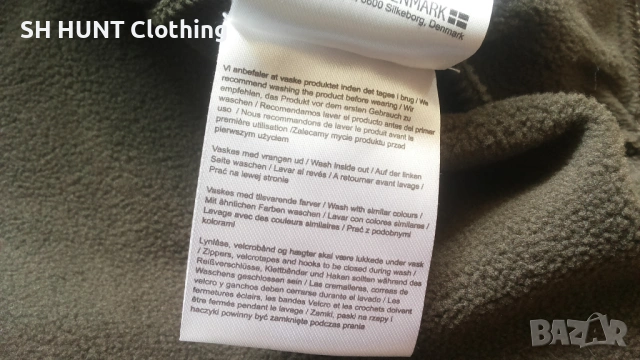 SH HUNT Clothing
DENMARK
8600 Silkeborg, Denmark
Vi anbefaler at vaske produktet inden det tages i brug / We
recommend washing the product before wearing / Wir
empfehlen, das Produkt vor dem ersten Gebrauch zu
waschen / Recomendamos lavar el producto antes del primer
uso / Nous recommandons de laver le produit avant le
première utilisation /Zalecamy mycie produktu przed
pierwszym użyciem
Vaskes med vrangen ud / Wash inside out / Auf der linken
Seite waschen / Lavar al revés / A retourner avant lavage /
Prać na lewej stronie
Vaskes med tilsvarende farver / Wash with similar colours /
Mit ähnlichen Farben waschen / Lavar con colores similares /
Lavage avec des couleurs similaires / Prać z podobnymi
kolorami
Lynlåse, velcrobånd og hægter skal være lukkede under vask
/ Zippers, velcrotapes and hooks to be closed during wash /
Reißverschlüsse, Klettbänder und Haken sollten während des
Waschens geschlossen sein / Las cremalleres, correas de
velcro y ganchos deben cerrarse durante el lavado / Les
fermetures éclairs, les bandes Velcro et les crochets doivent
être fermés pendant le lavage / Zamki, paski na rzepy i
haczyki powinny być zamknięte podczas prania
BAZAR
bg